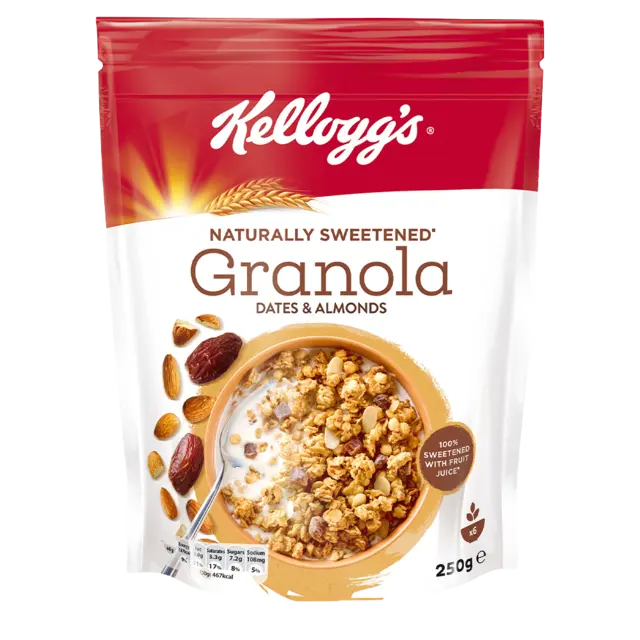 Kellogg's®
NATURALLY SWEETENED*
Granola
DATES & ALMONDS
100%
SWEETENED
WITH FRUIT
JUICE*
x6
Saturates Sugars Sodium
3.3g 7.2g 108mg
17% 8% 5%
467kcal
250g e